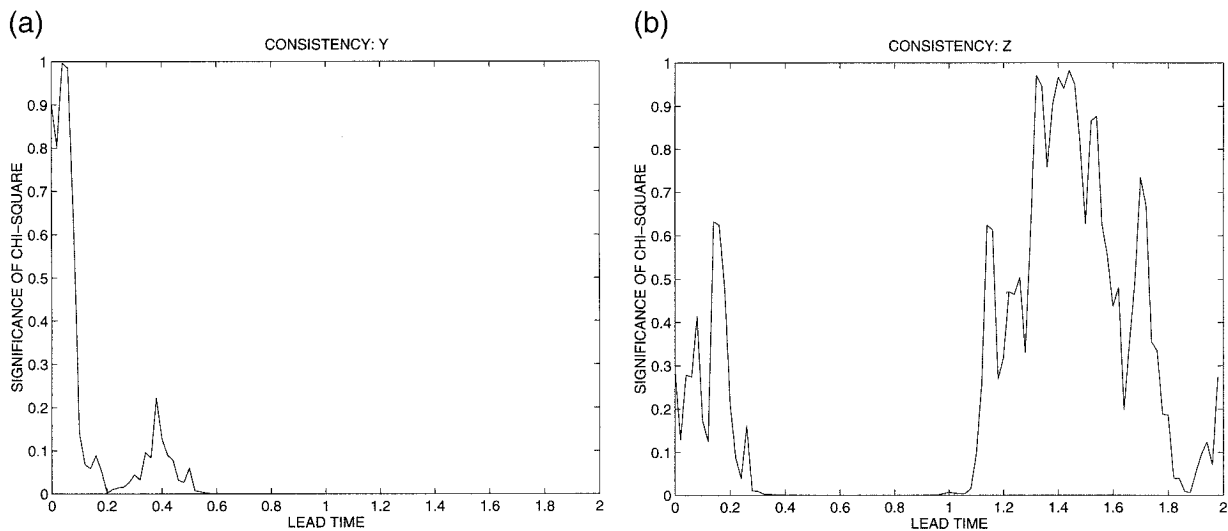 (a)
CONSISTENCY: Y
SIGNIFICANCE OF CHI-SQUARE
1
0.9
0.8
0.7
0.6
0.5
0.4
0.3
0.2
0.1
0
0 0.2 0.4 0.6 0.8 1 1.2 1.4 1.6 1.8 2
LEAD TIME
(b)
CONSISTENCY: Z
SIGNIFICANCE OF CHI-SQUARE
1
0.9
0.8
0.7
0.6
0.5
0.4
0.3
0.2
0.1
0
0 0.2 0.4 0.6 0.8 1 1.2 1.4 1.6 1.8 2
LEAD TIME